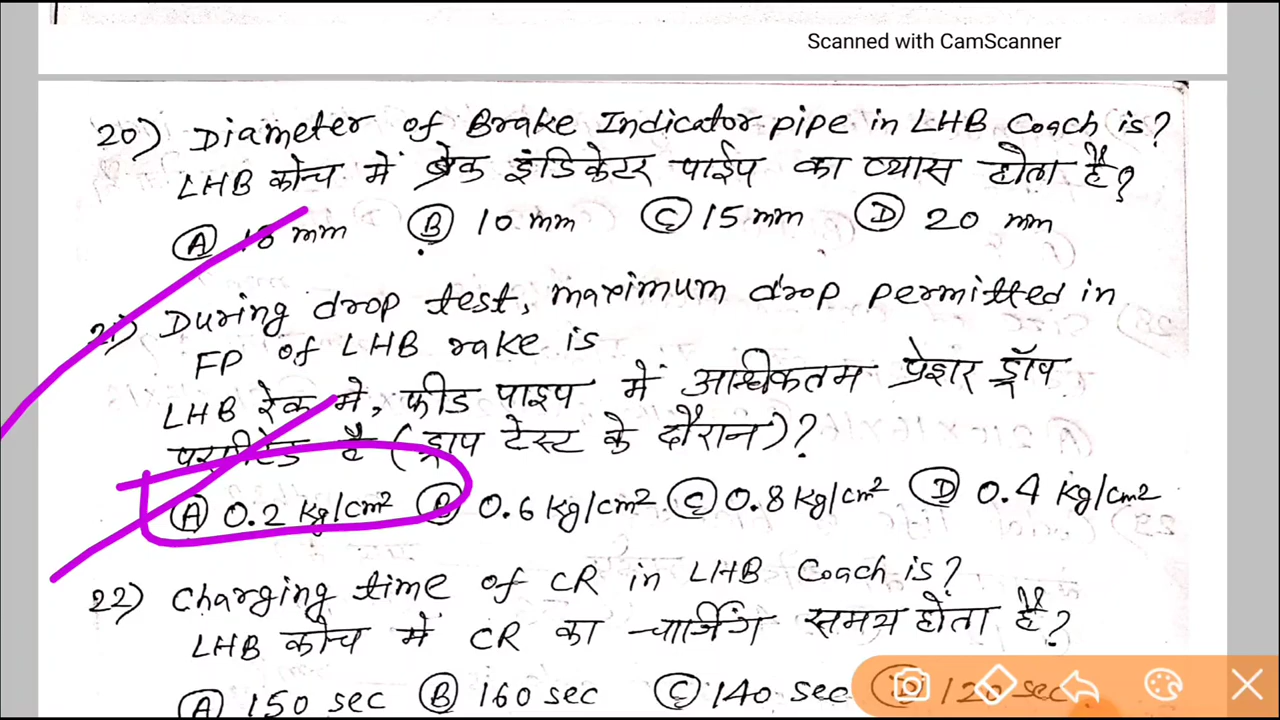 Scanned with CamScanner
20) Diameter of Brake Indicator pipe in LHB Coach is?
LHB कोच में ब्रेक इंडिकेटर पाईप का व्यास होता है?
Ⓐ mm Ⓑ 10 mm Ⓒ 15 mm Ⓓ 20 mm
21) During drop test, maximum drop permitted in
FP of LHB rake is
LHB रेक मे, फीड पाइप में अधिकतम प्रेशर ड्रॉप
परमीटेड है (ड्राप टेस्ट के दौरान)?
Ⓐ 0.2 kg/cm² Ⓑ 0.6 kg/cm² Ⓒ 0.8 kg/cm² Ⓓ 0.4 kg/cm2
22) Charging time of CR in LHB Coach is?
LHB कोच में CR का चार्जिंग समय होता है?
Ⓐ 150 sec Ⓑ 160 sec Ⓒ 140 sec Ⓓ 120 sec